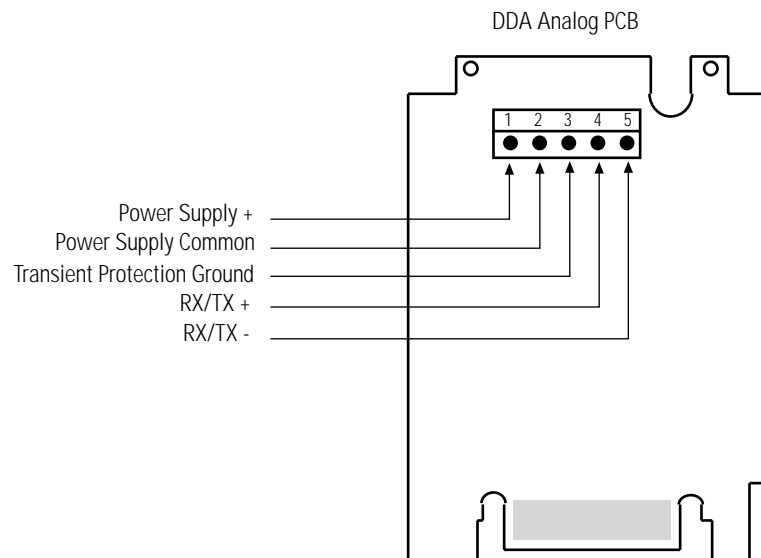 DDA Analog PCB
1 2 3 4 5
Power Supply +
Power Supply Common
Transient Protection Ground
RX/TX +
RX/TX -